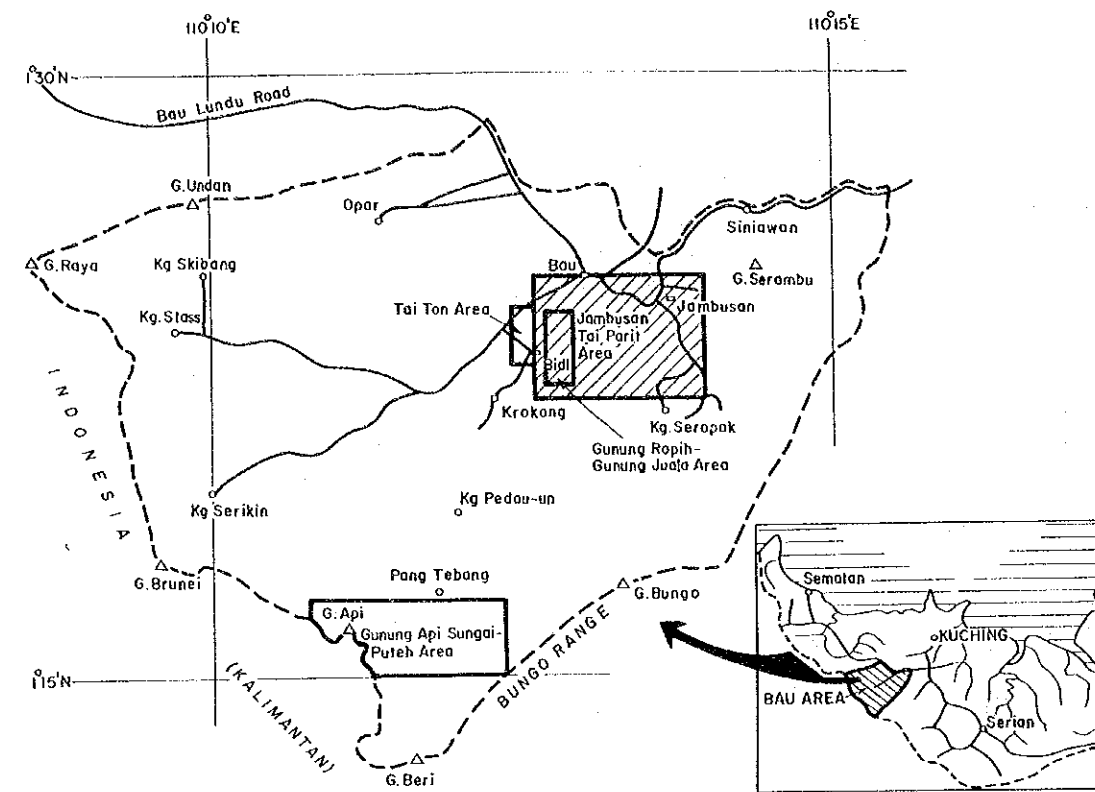 110°10'E
110°15'E
1°30'N
Bau Lundu Road
G.Undan
Opar
Siniawan
G. Raya
Kg Skibang
Bau
G. Serambu
Tai Ton Area
Jambusan
Kg. Stass
Jambusan
Tai Parit
Area
Bidi
Krokong
Kg. Seropak
Gunung Ropih-
Gunung Juala Area
INDONESIA
Kg Pedau-un
Kg Serikin
G. Brunei
Pang Tebang
G. Bungo
Sematan
G. Api
Gunung Api Sungai-
Puteh Area
KUCHING
1°15'N
BUNGO RANGE
BAU AREA
(KALIMANTAN)
Serian
G. Beri